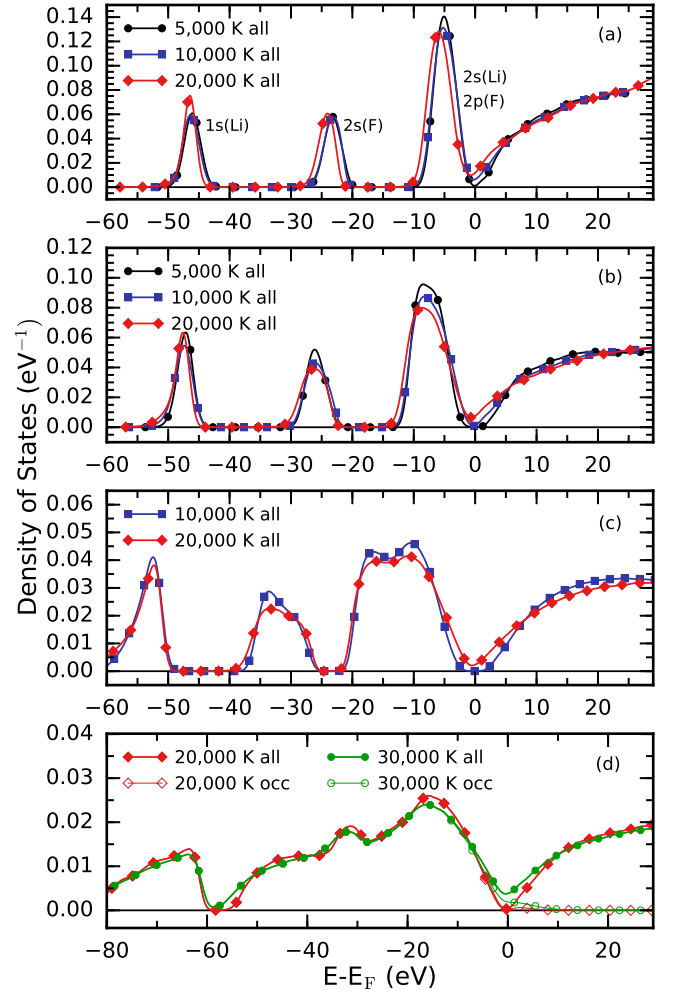 Density of States (eV⁻¹)
0.14
0.12
0.10
0.08
0.06
0.04
0.02
0.00
5,000 K all
10,000 K all
20,000 K all
(a)
1s(Li)
2s(F)
2s(Li)
2p(F)
−60 −50 −40 −30 −20 −10 0 10 20
0.12
0.10
0.08
0.06
0.04
0.02
0.00
5,000 K all
10,000 K all
20,000 K all
(b)
−60 −50 −40 −30 −20 −10 0 10 20
0.06
0.05
0.04
0.03
0.02
0.01
0.00
10,000 K all
20,000 K all
(c)
−60 −50 −40 −30 −20 −10 0 10 20
0.04
0.03
0.02
0.01
0.00
20,000 K all
20,000 K occ
30,000 K all
30,000 K occ
(d)
−80 −60 −40 −20 0 20
E-E_F (eV)